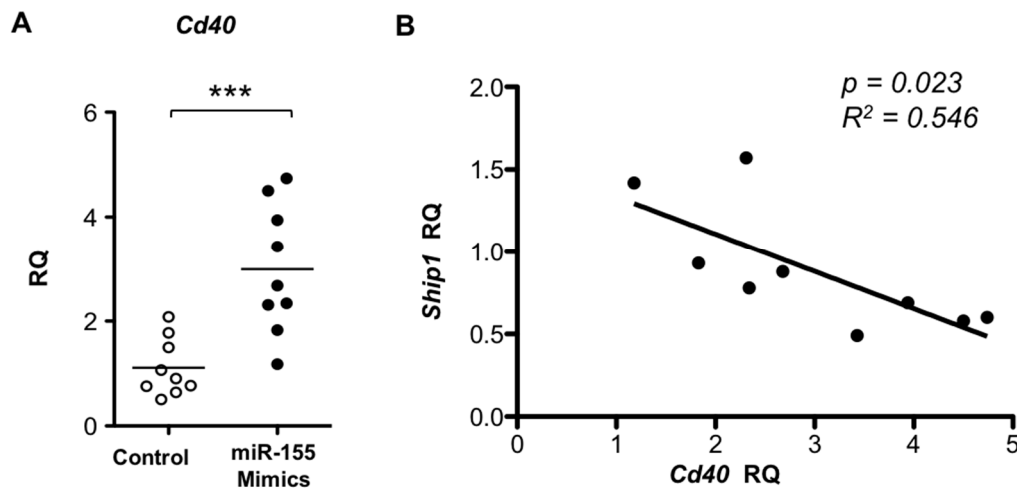 A
Cd40
***
6
4
2
0
RQ
Control
miR-155
Mimics
B
p = 0.023
R² = 0.546
2.0
1.5
1.0
0.5
0.0
Ship1 RQ
0 1 2 3 4 5
Cd40 RQ